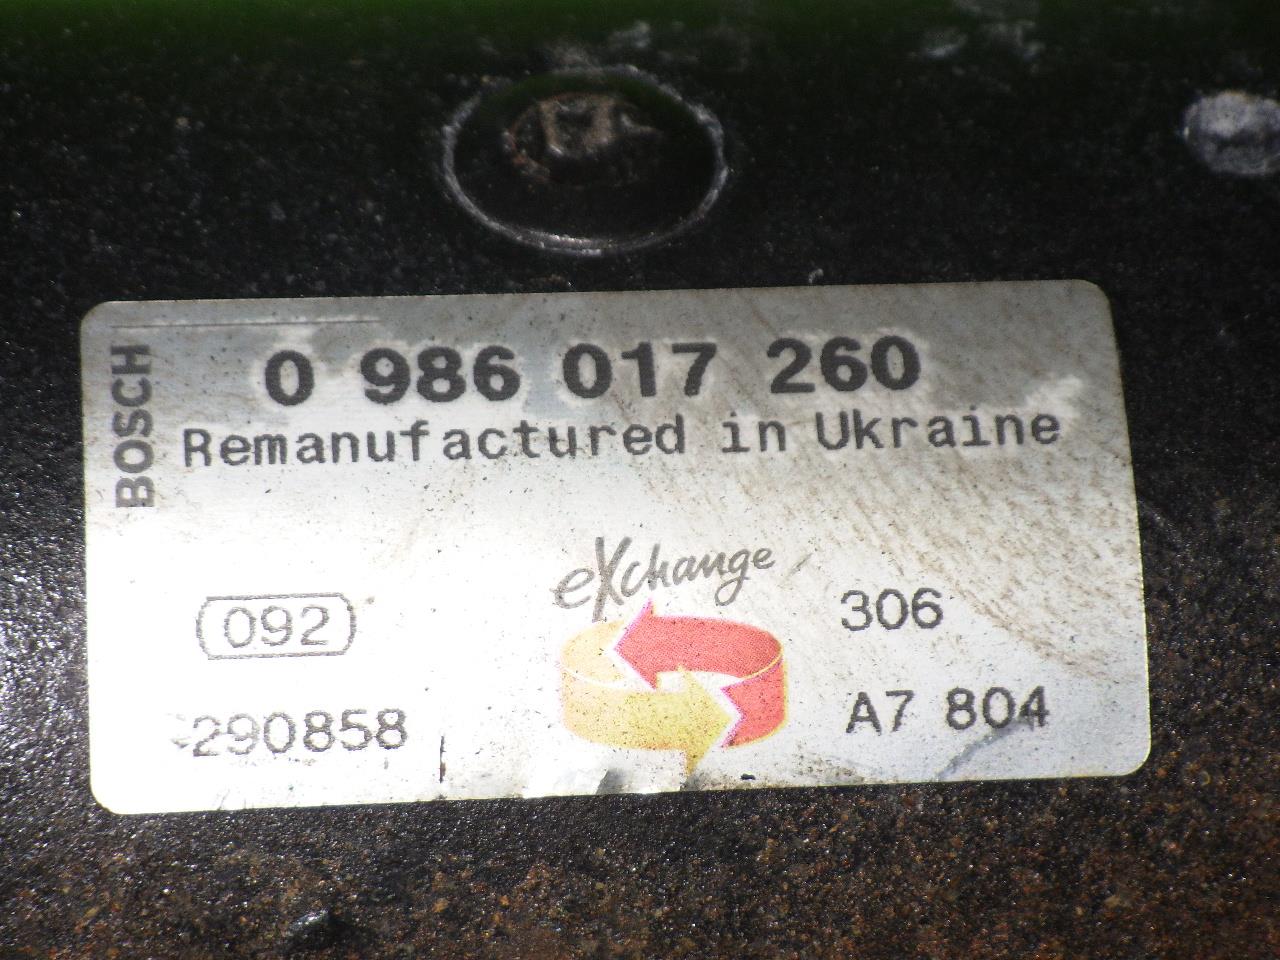 BOSCH
0 986 017 260
Remanufactured in Ukraine
eXchange
092
306
290858
A7 804